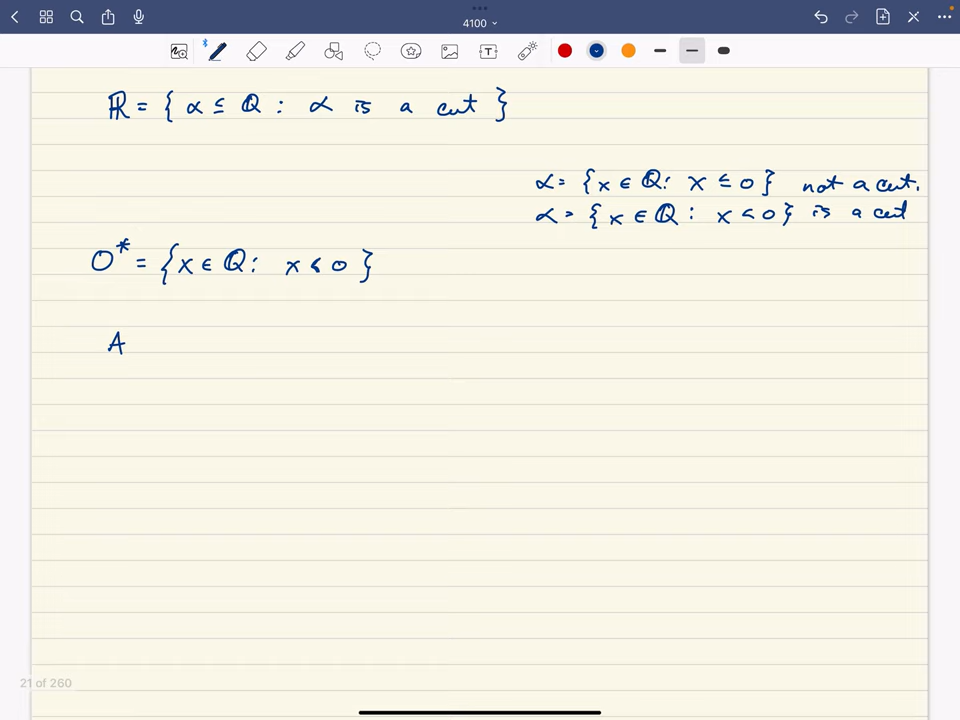 4100
ℝ = { α ⊆ ℚ : α is a cut }
α = {x ∈ ℚ: x ≤ 0} not a cut.
α = {x ∈ ℚ : x < 0} is a cut
0* = {x ∈ ℚ: x < 0 }
A
21 of 260